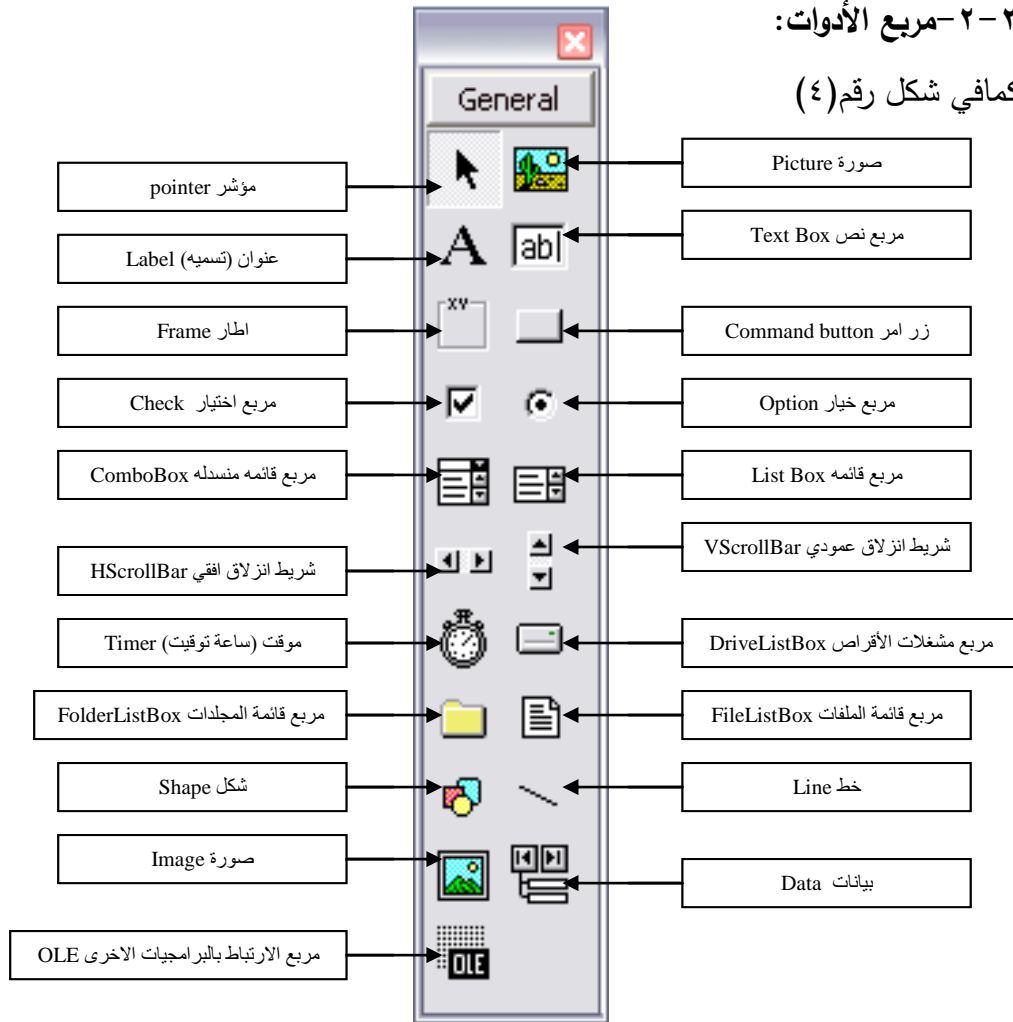 ٢-٢-مربع الأدوات:
كمافي شكل رقم(٤)
General
صورة Picture
مؤشر pointer
A
ab
مربع نص Text Box
عنوان (تسميه) Label
XY
زر امر Command button
اطار Frame
مربع خيار Option
مربع اختيار Check
مربع قائمه List Box
مربع قائمه منسدله ComboBox
شريط انزلاق عمودي VScrollBar
شريط انزلاق افقي HScrollBar
مربع مشغلات الأقراص DriveListBox
موقت (ساعة توقيت) Timer
مربع قائمة الملفات FileListBox
مربع قائمة المجلدات FolderListBox
خط Line
شكل Shape
صورة Image
بيانات Data
مربع الارتباط بالبرامجيات الاخرى OLE
OLE